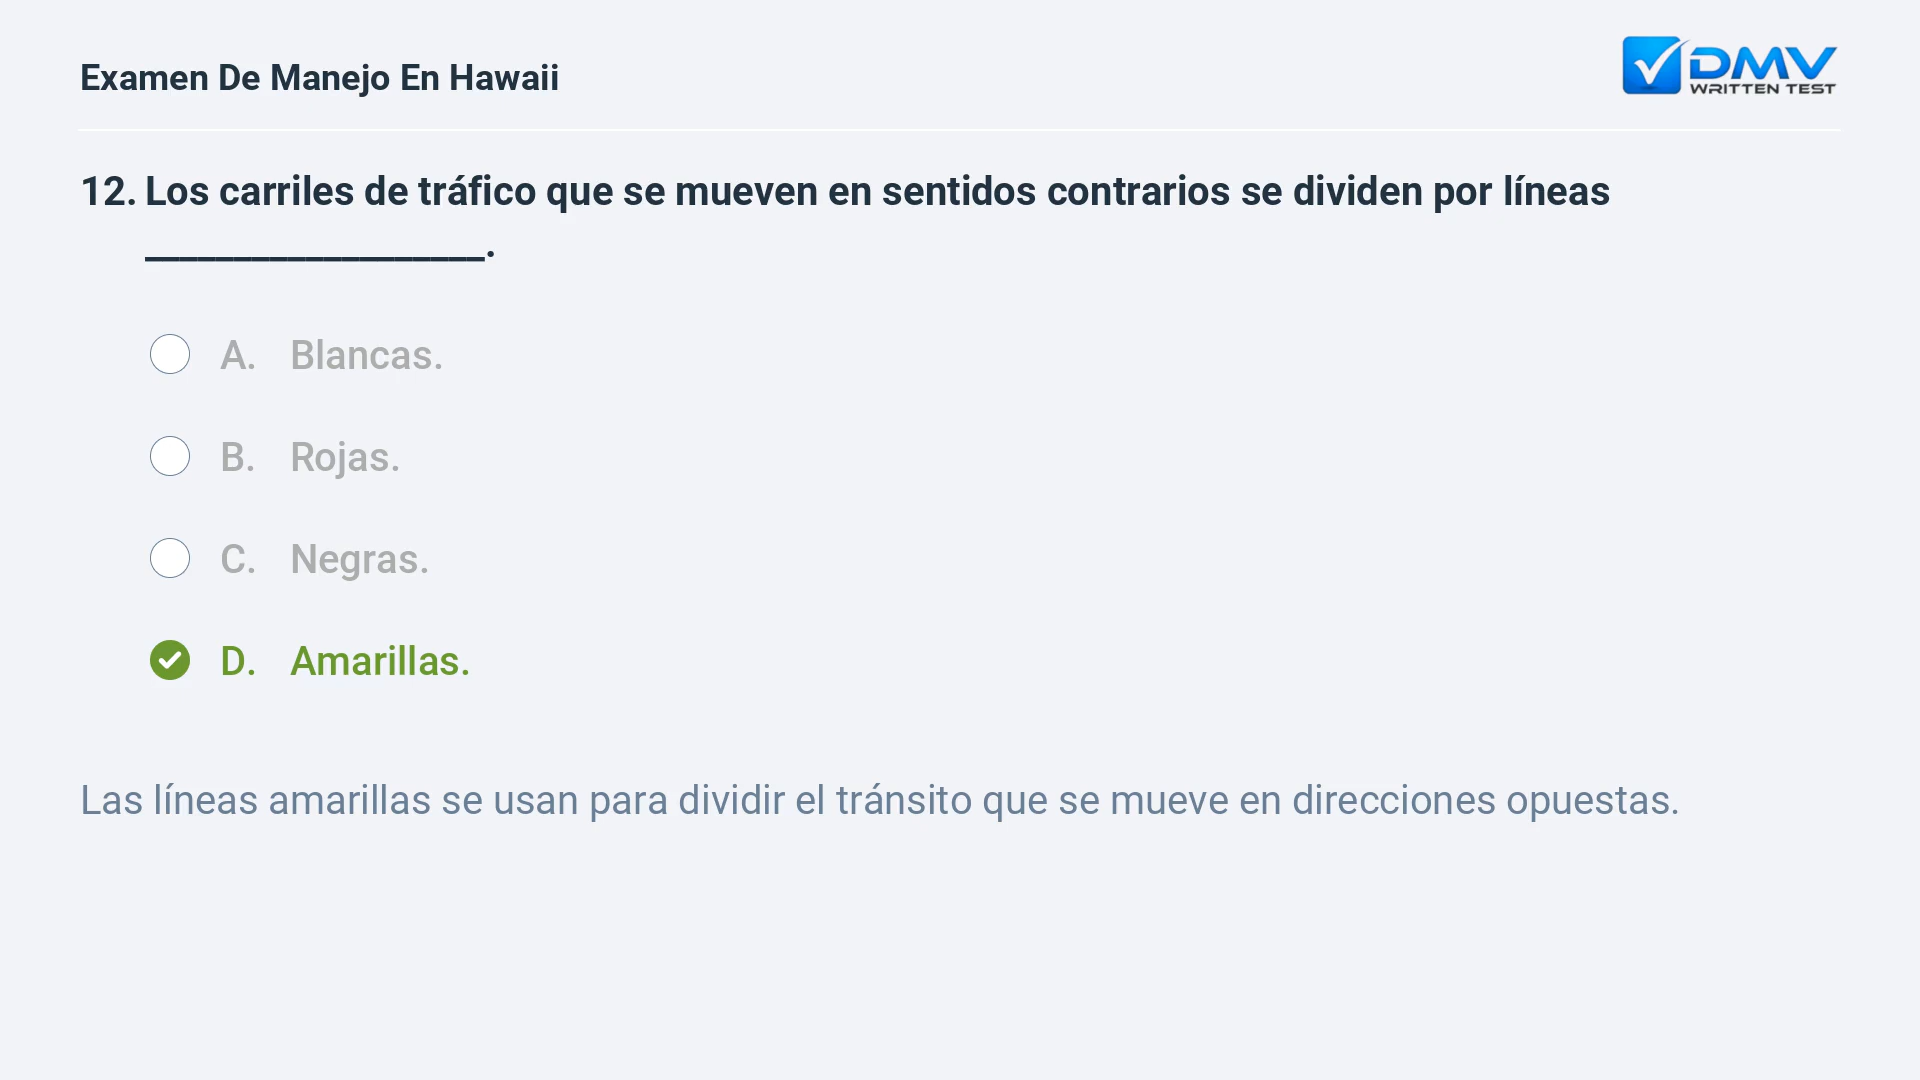 Examen De Manejo En Hawaii
DMV
WRITTEN TEST
12. Los carriles de tráfico que se mueven en sentidos contrarios se dividen por líneas
___________________.
A. Blancas.
B. Rojas.
C. Negras.
D. Amarillas.
Las líneas amarillas se usan para dividir el tránsito que se mueve en direcciones opuestas.